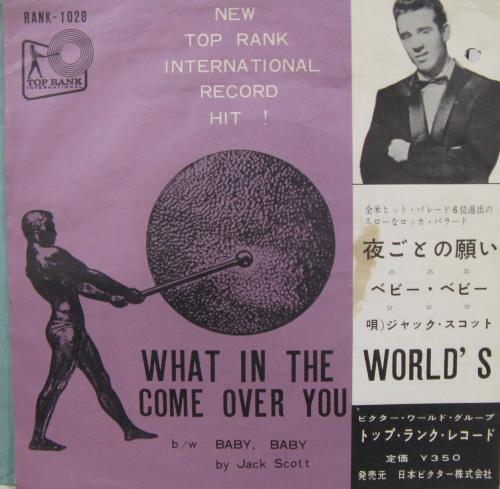 RANK-1028
TOP RANK
INTERNATIONAL
NEW
TOP RANK
INTERNATIONAL
RECORD
HIT !
WHAT IN THE WORLD'S
COME OVER YOU
b/w BABY, BABY
by Jack Scott
全米ヒット・パレード6位進出の
スローなロッカ・バラード
夜ごとの願い
☆ ☆ ☆
ベビー・ベビー
☆ ☆ ☆
唄)ジャック・スコット
ビクター・ワールド・グループ
トップ・ランク・レコード
定価 ¥350
発売元 日本ビクター株式会社